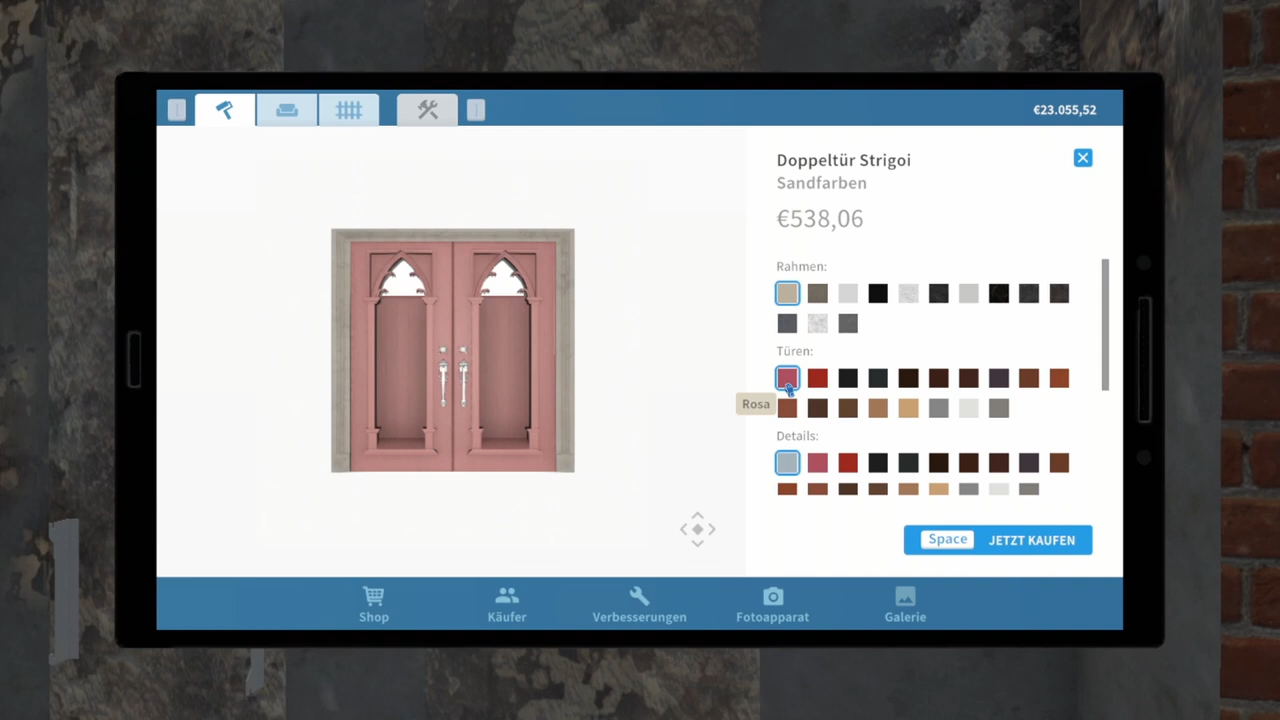 €23.055,52
Doppeltür Strigoi
Sandfarben
€538,06
Rahmen:
Türen:
Rosa
Details:
Space JETZT KAUFEN
Shop Käufer Verbesserungen Fotoapparat Galerie